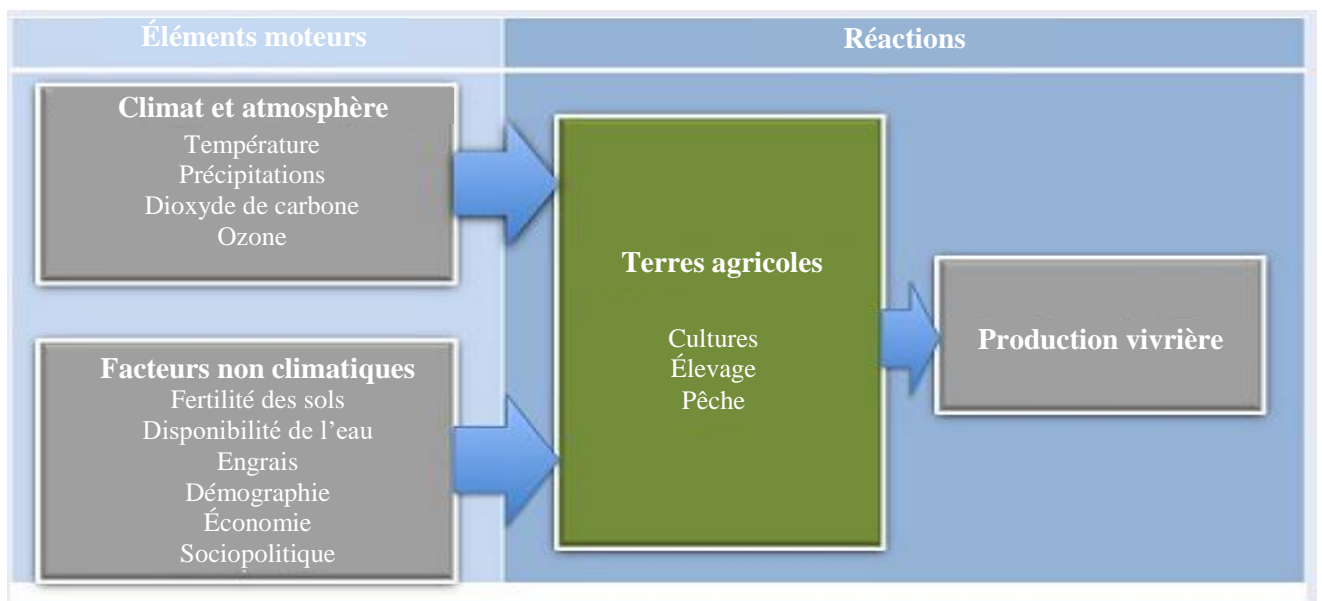 Éléments moteurs
Réactions
Climat et atmosphère
Température
Précipitations
Dioxyde de carbone
Ozone
Facteurs non climatiques
Fertilité des sols
Disponibilité de l’eau
Engrais
Démographie
Économie
Sociopolitique
Terres agricoles
Cultures
Élevage
Pêche
Production vivrière